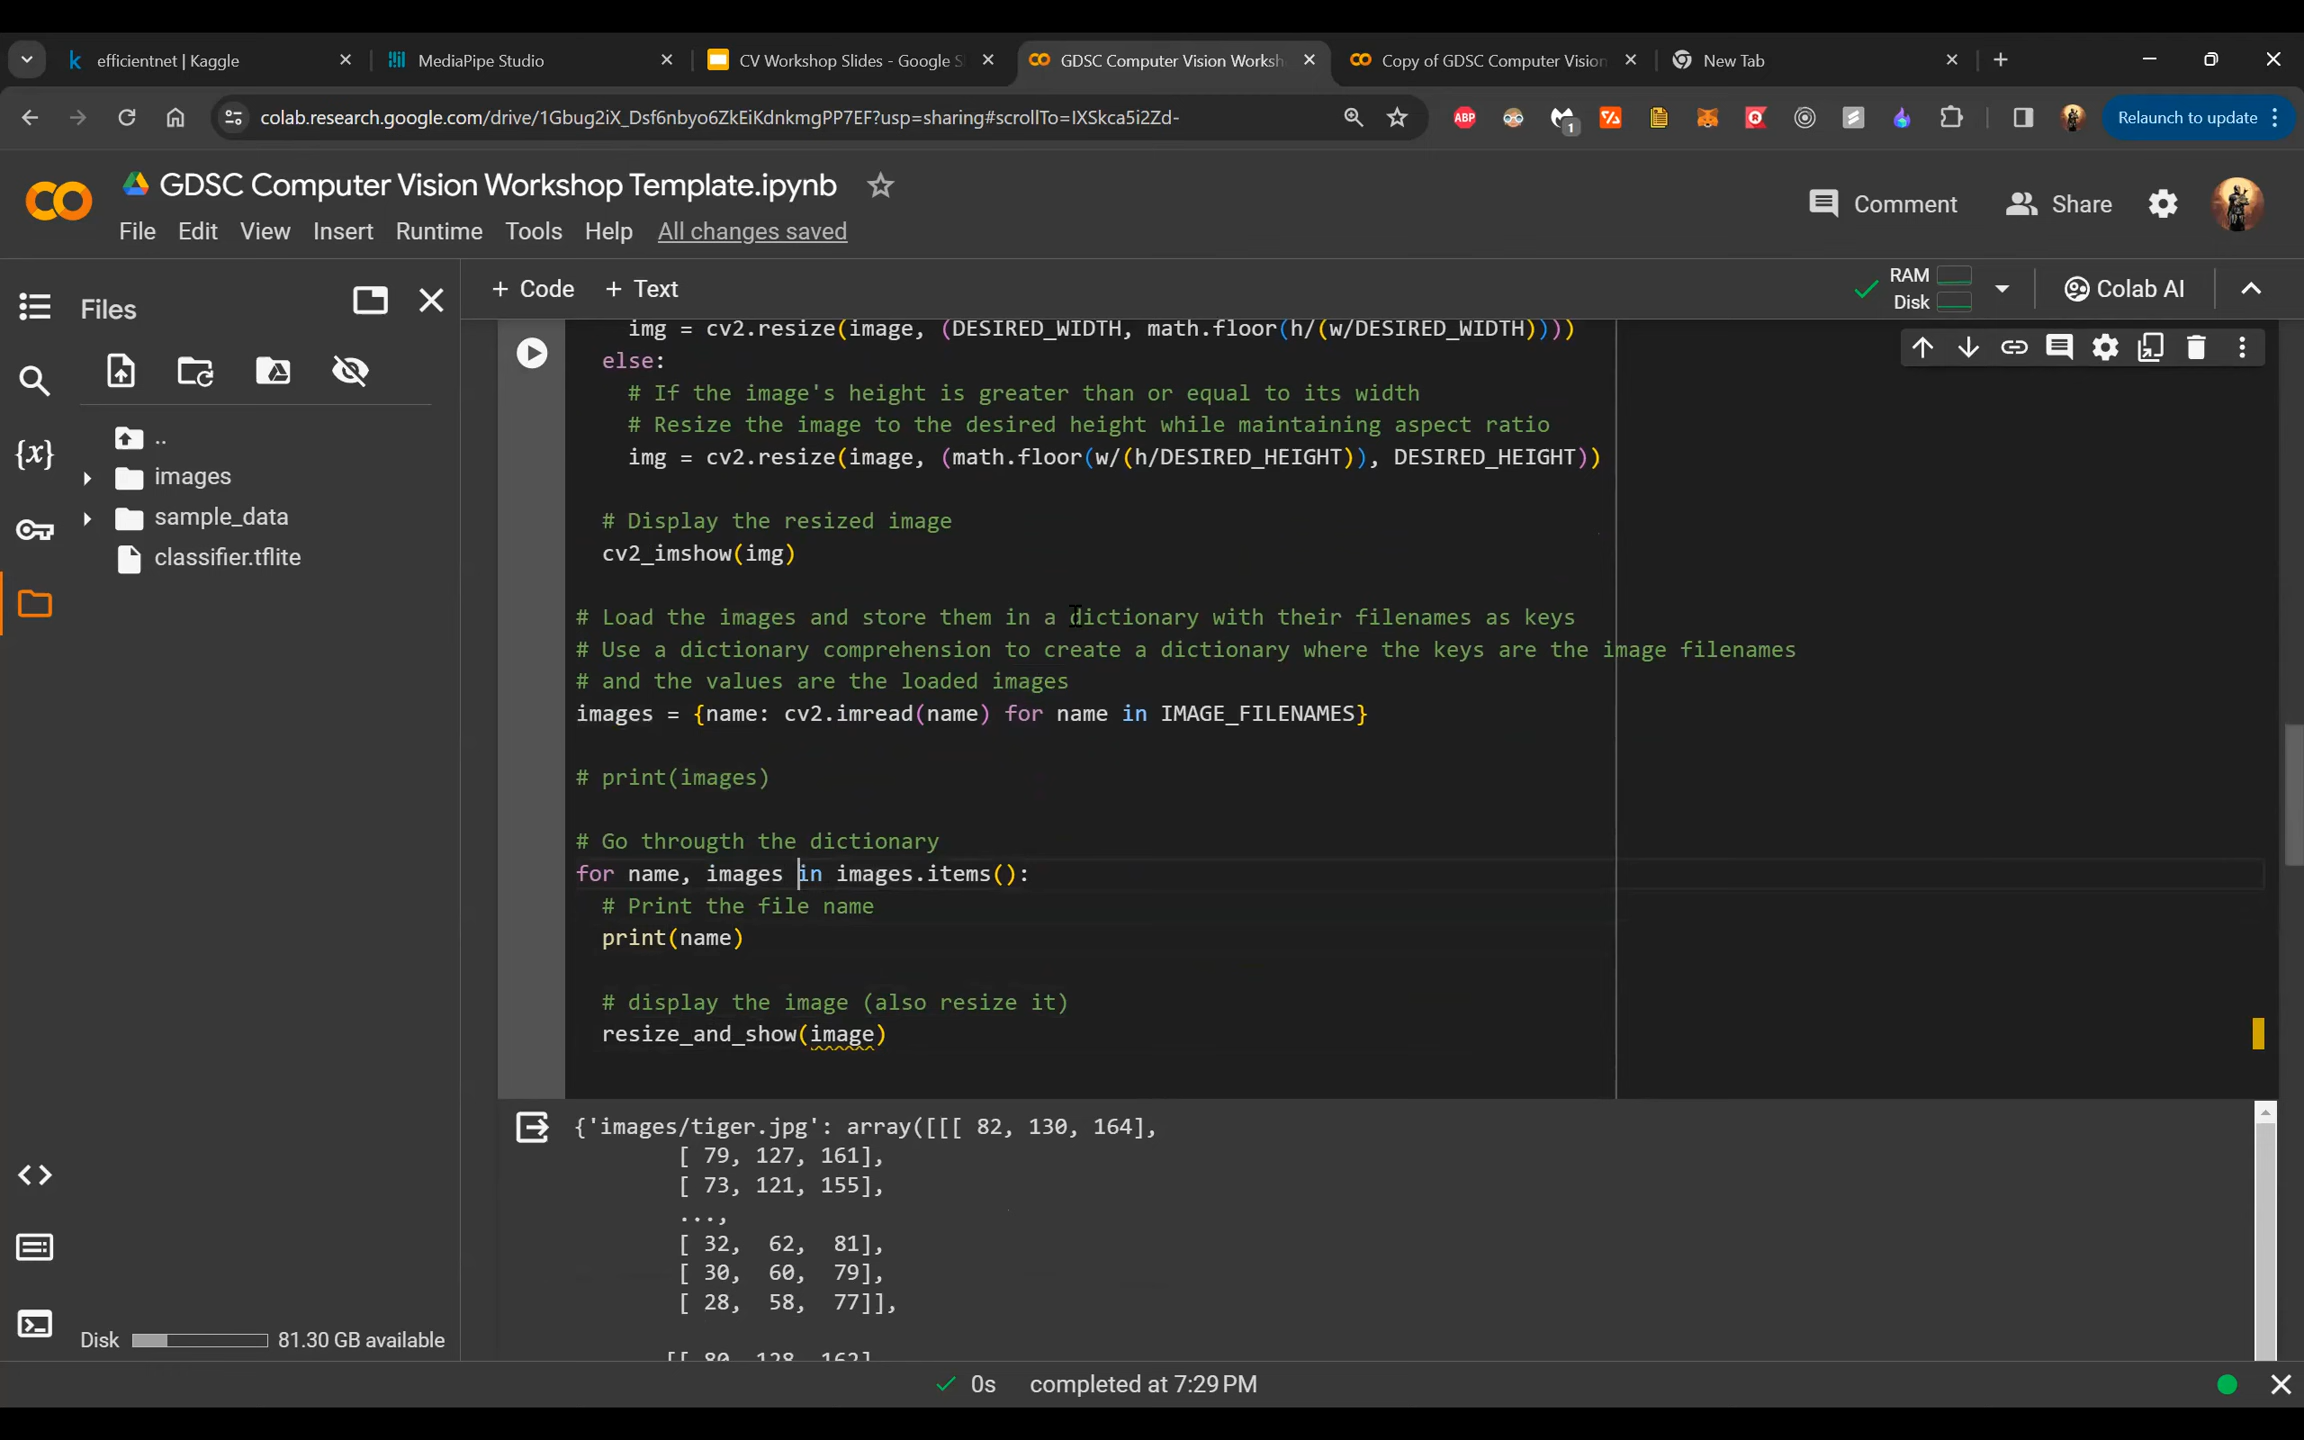 efficientnet | Kaggle
MediaPipe Studio
CV Workshop Slides - Google S
GDSC Computer Vision Worksh
Copy of GDSC Computer Vision
New Tab
colab.research.google.com/drive/1Gbug2iX_Dsf6nbyo6ZkEiKdnkmgPP7EF?usp=sharing#scrollTo=IXSkca5i2Zd-
ABP
1
Relaunch to update
GDSC Computer Vision Workshop Template.ipynb
Comment
Share
File Edit View Insert Runtime Tools Help All changes saved
Files
+ Code + Text
RAM
Disk
Colab AI
{x}
..
images
sample_data
classifier.tflite
img = cv2.resize(image, (DESIRED_WIDTH, math.floor(h/(w/DESIRED_WIDTH))))
else:
# If the image's height is greater than or equal to its width
# Resize the image to the desired height while maintaining aspect ratio
img = cv2.resize(image, (math.floor(w/(h/DESIRED_HEIGHT)), DESIRED_HEIGHT))
# Display the resized image
cv2_imshow(img)
# Load the images and store them in a dictionary with their filenames as keys
# Use a dictionary comprehension to create a dictionary where the keys are the image filenames
# and the values are the loaded images
images = {name: cv2.imread(name) for name in IMAGE_FILENAMES}
# print(images)
# Go througth the dictionary
for name, images in images.items():
# Print the file name
print(name)
# display the image (also resize it)
resize_and_show(image)
{'images/tiger.jpg': array([[[ 82, 130, 164],
[ 79, 127, 161],
[ 73, 121, 155],
...,
[ 32, 62, 81],
[ 30, 60, 79],
[ 28, 58, 77]],
[[ 80, 128, 162],
Disk 81.30 GB available
0s completed at 7:29 PM